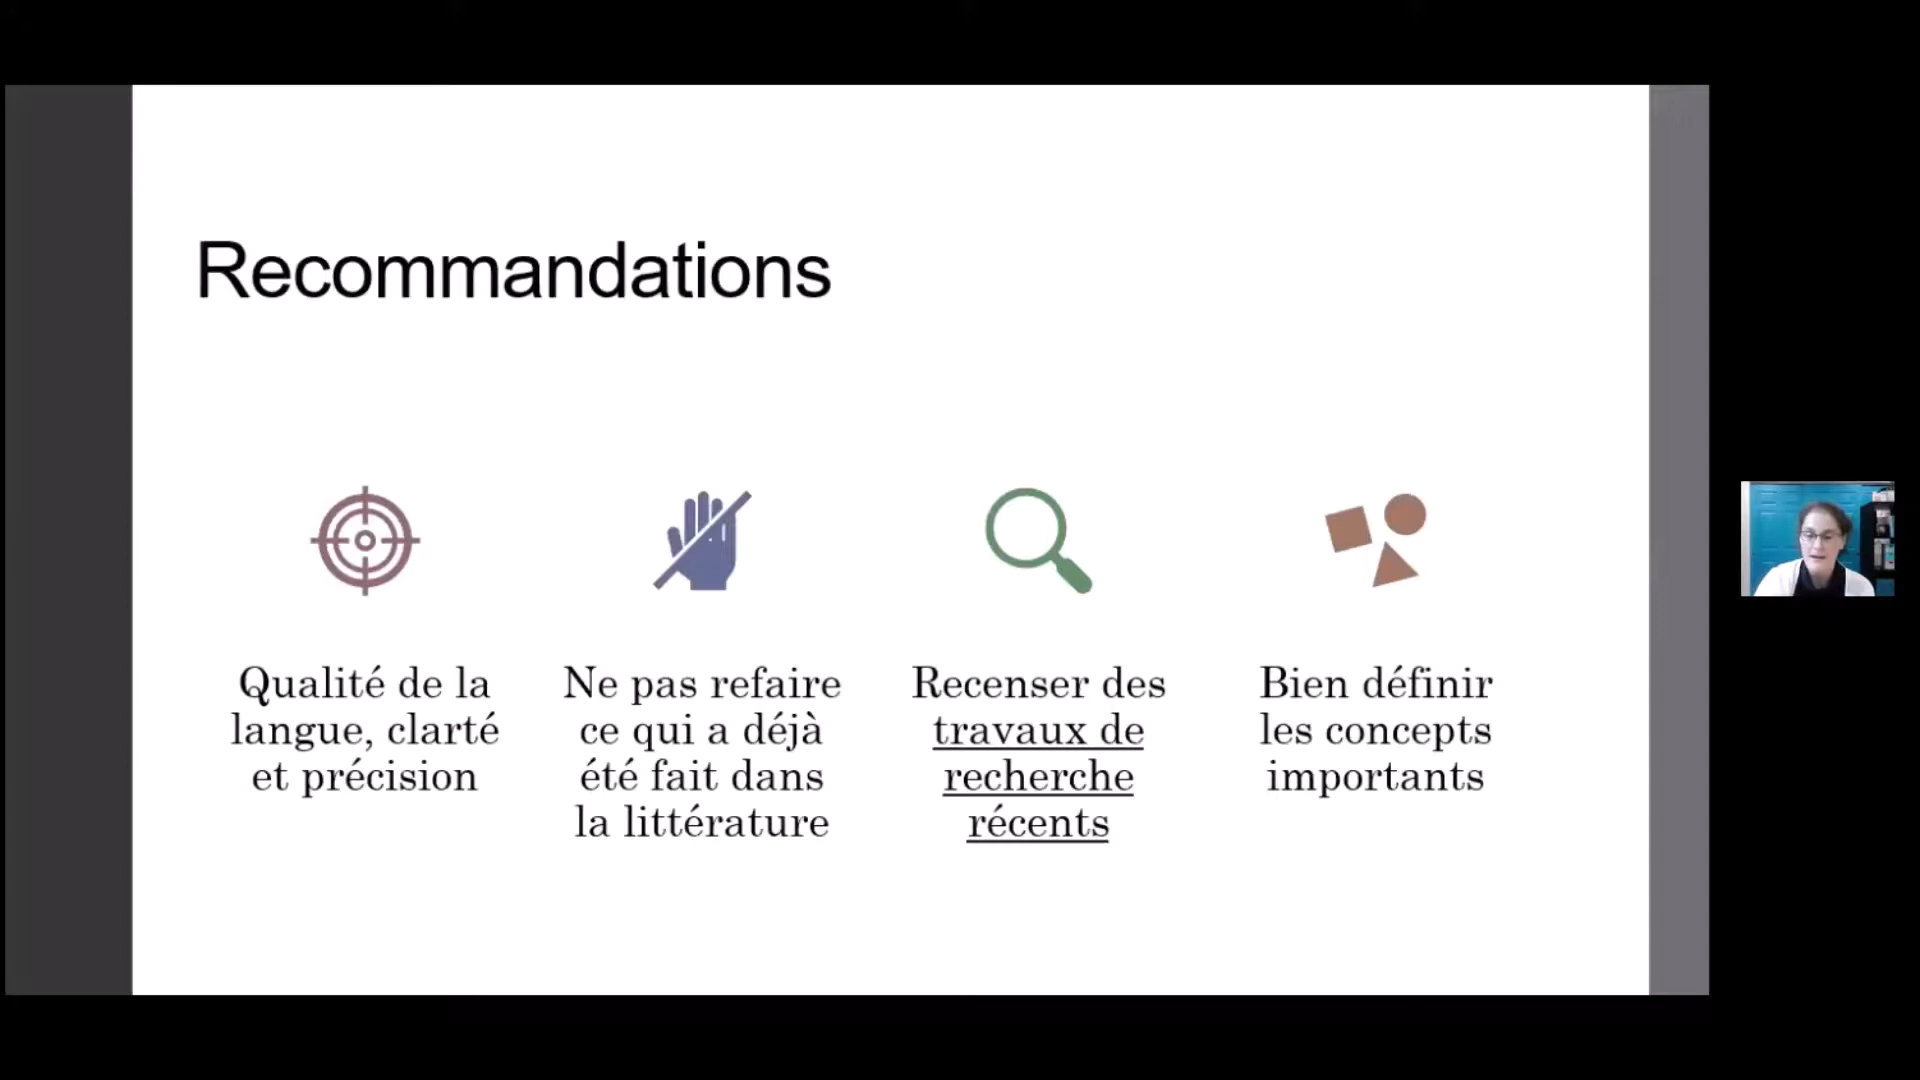 Recommandations
Qualité de la
langue, clarté
et précision
Ne pas refaire
ce qui a déjà
été fait dans
la littérature
Recenser des
travaux de
recherche
récents
Bien définir
les concepts
importants